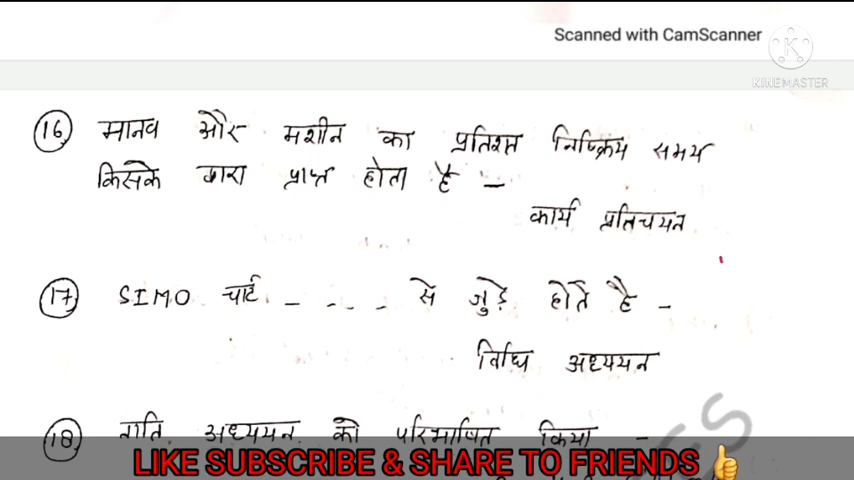 Scanned with CamScanner
K
KINEMASTER
16 मानव और मशीन का प्रतिशत निष्क्रिय समय
किसके द्वारा प्राप्त होता है -
कार्य प्रतिचयन
17 SIMO चार्ट - - - - से जुड़े होते है -
विधि अध्ययन
18 गति अध्ययन को परिभाषित किया -
LIKE SUBSCRIBE & SHARE TO FRIENDS 👍